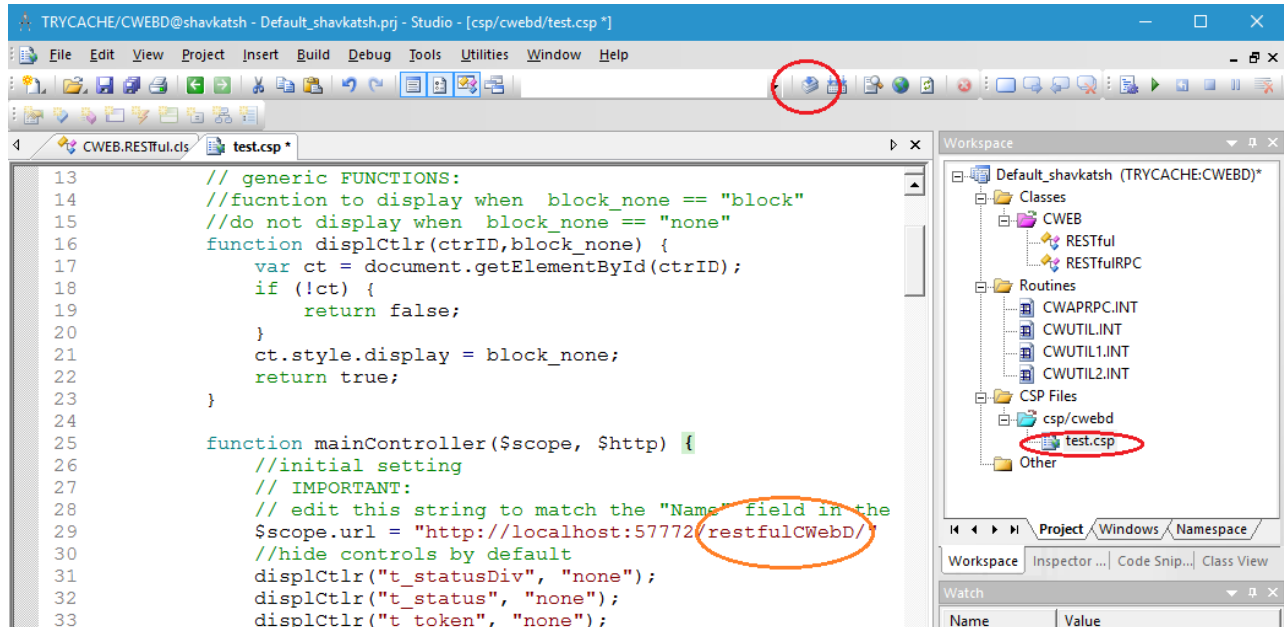 TRYCACHE/CWEBD@shavkatsh - Default_shavkatsh.prj - Studio - [csp/cwebd/test.csp *]
File Edit View Project Insert Build Debug Tools Utilities Window Help
CWEB.RESTful.cls test.csp *
13 // generic FUNCTIONS:
14 //fucntion to display when block_none == "block"
15 //do not display when block_none == "none"
16 function displCtlr(ctrID,block_none) {
17 var ct = document.getElementById(ctrID);
18 if (!ct) {
19 return false;
20 }
21 ct.style.display = block_none;
22 return true;
23 }
24
25 function mainController($scope, $http) {
26 //initial setting
27 // IMPORTANT:
28 // edit this string to match the "Name" field in the
29 $scope.url = "http://localhost:57772/restfulCWebD/"
30 //hide controls by default
31 displCtlr("t_statusDiv", "none");
32 displCtlr("t_status", "none");
33 displCtlr("t_token", "none");
Workspace
Default_shavkatsh (TRYCACHE:CWEBD)*
Classes
CWEB
RESTful
RESTfulRPC
Routines
CWAPRPC.INT
CWUTIL.INT
CWUTIL1.INT
CWUTIL2.INT
CSP Files
csp/cwebd
test.csp
Other
Project Windows Namespace
Workspace Inspector ... Code Snip... Class View
Watch
Name Value